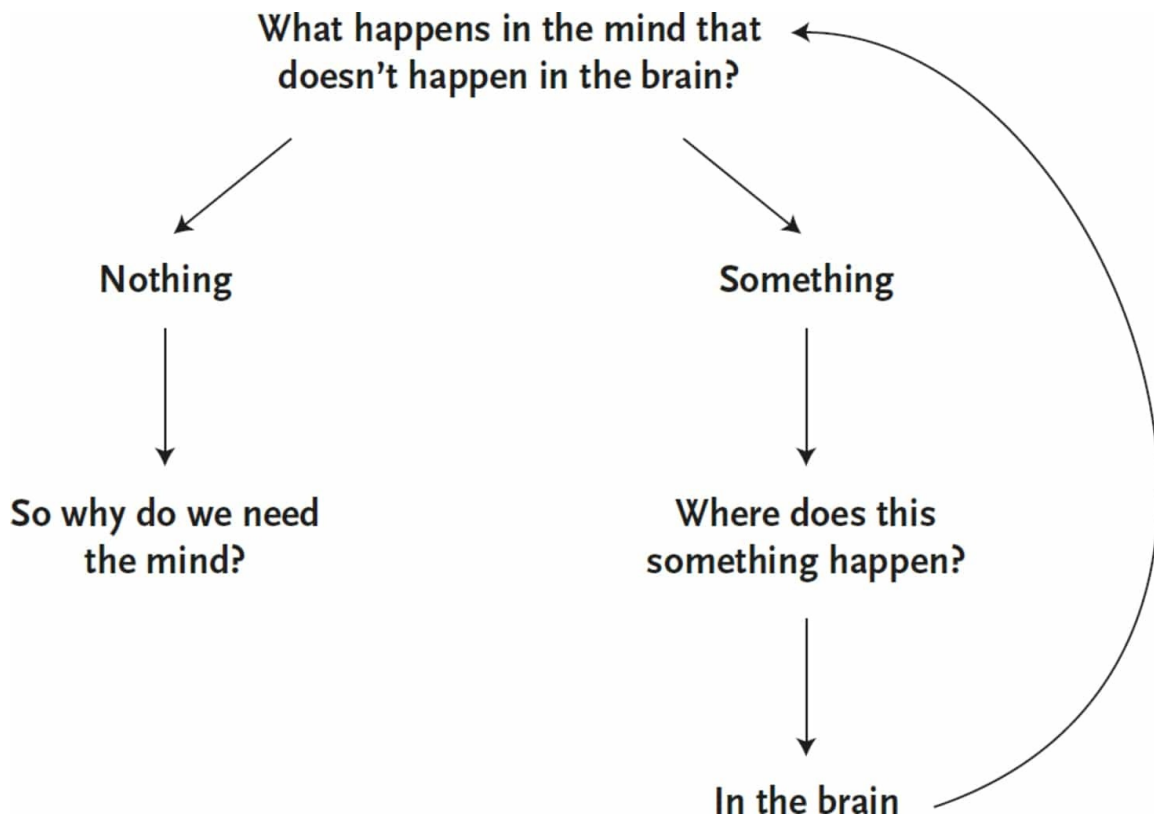 What happens in the mind that
doesn't happen in the brain?
Nothing
Something
So why do we need
the mind?
Where does this
something happen?
In the brain